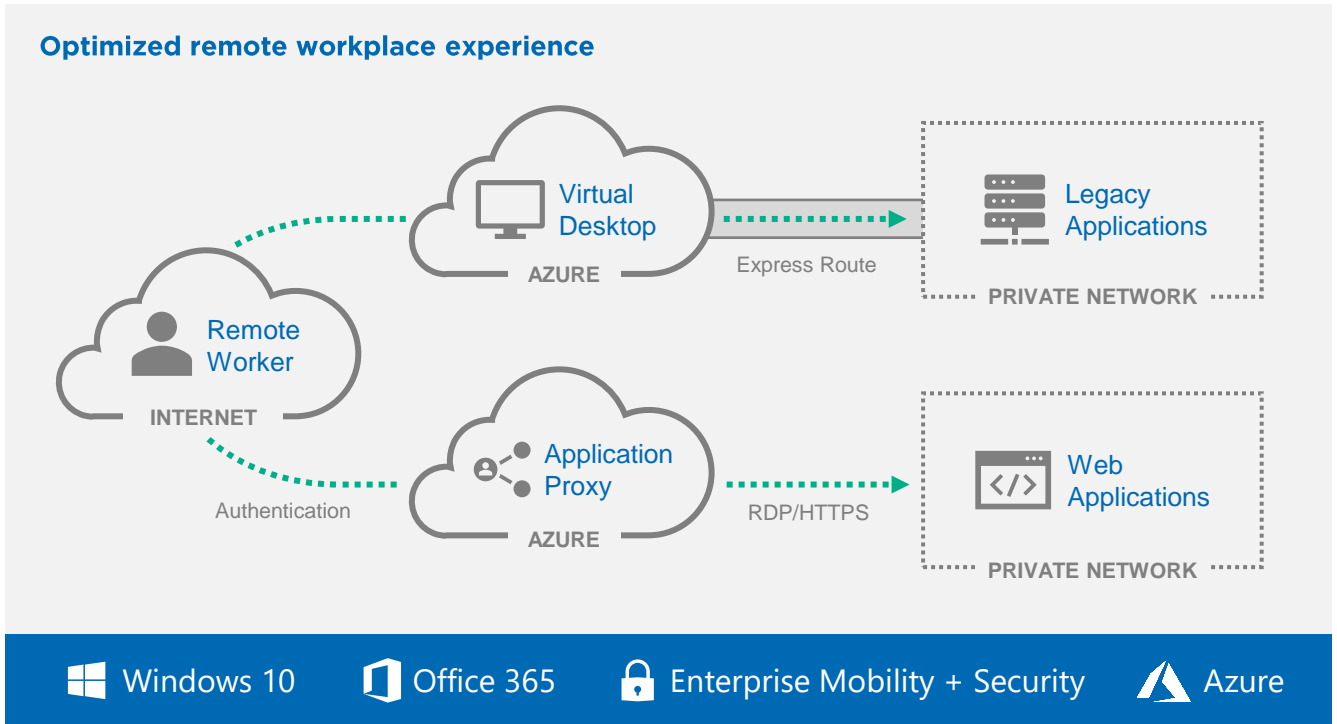 Optimized remote workplace experience
Virtual
Desktop
AZURE
Express Route
Legacy
Applications
PRIVATE NETWORK
Remote
Worker
INTERNET
Authentication
Application
Proxy
AZURE
RDP/HTTPS
</>
Web
Applications
PRIVATE NETWORK
Windows 10
Office 365
Enterprise Mobility + Security
Azure